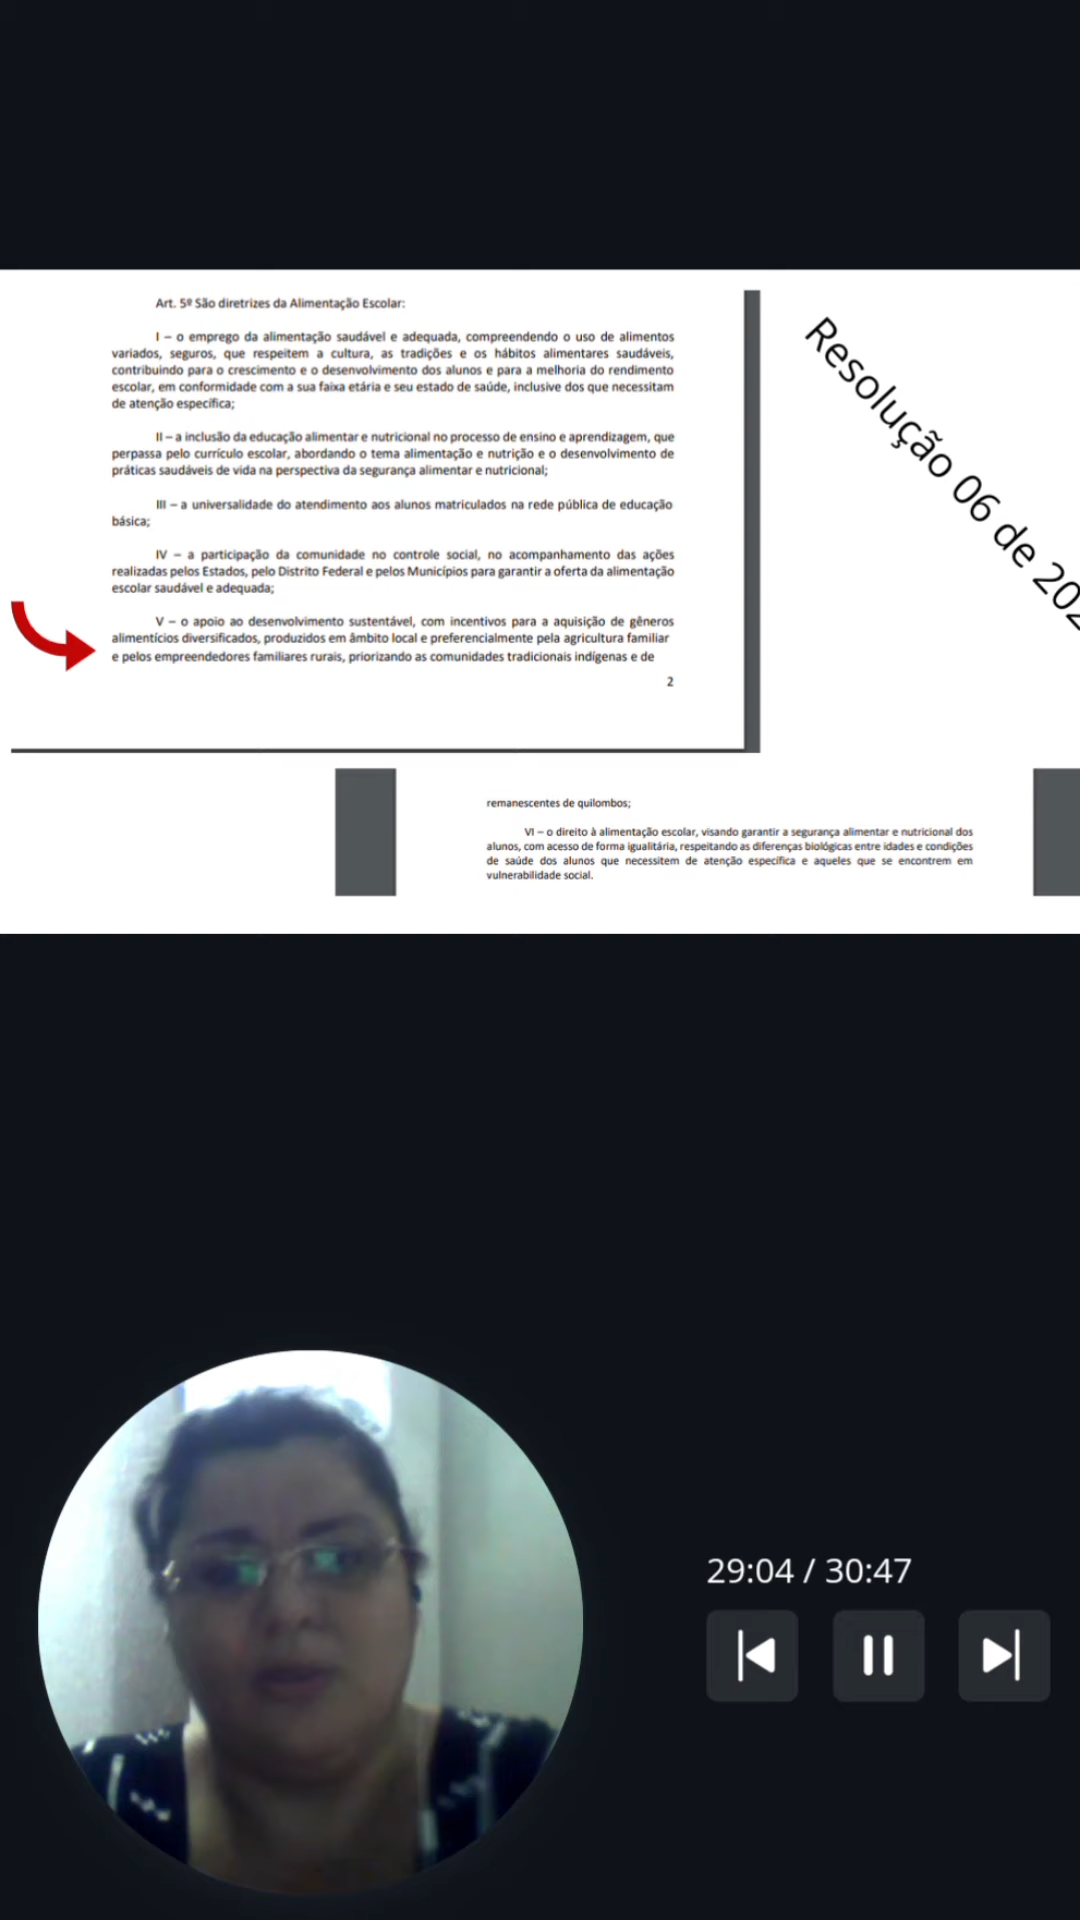 Art. 5º São diretrizes da Alimentação Escolar:
I – o emprego da alimentação saudável e adequada, compreendendo o uso de alimentos
variados, seguros, que respeitem a cultura, as tradições e os hábitos alimentares saudáveis,
contribuindo para o crescimento e o desenvolvimento dos alunos e para a melhoria do rendimento
escolar, em conformidade com a sua faixa etária e seu estado de saúde, inclusive dos que necessitam
de atenção específica;
II – a inclusão da educação alimentar e nutricional no processo de ensino e aprendizagem, que
perpassa pelo currículo escolar, abordando o tema alimentação e nutrição e o desenvolvimento de
práticas saudáveis de vida na perspectiva da segurança alimentar e nutricional;
III – a universalidade do atendimento aos alunos matriculados na rede pública de educação
básica;
IV – a participação da comunidade no controle social, no acompanhamento das ações
realizadas pelos Estados, pelo Distrito Federal e pelos Municípios para garantir a oferta da alimentação
escolar saudável e adequada;
V – o apoio ao desenvolvimento sustentável, com incentivos para a aquisição de gêneros
alimentícios diversificados, produzidos em âmbito local e preferencialmente pela agricultura familiar
e pelos empreendedores familiares rurais, priorizando as comunidades tradicionais indígenas e de
2
Resolução 06 de 202
remanescentes de quilombos;
VI – o direito à alimentação escolar, visando garantir a segurança alimentar e nutricional dos
alunos, com acesso de forma igualitária, respeitando as diferenças biológicas entre idades e condições
de saúde dos alunos que necessitem de atenção específica e aqueles que se encontrem em
vulnerabilidade social.
29:04 / 30:47